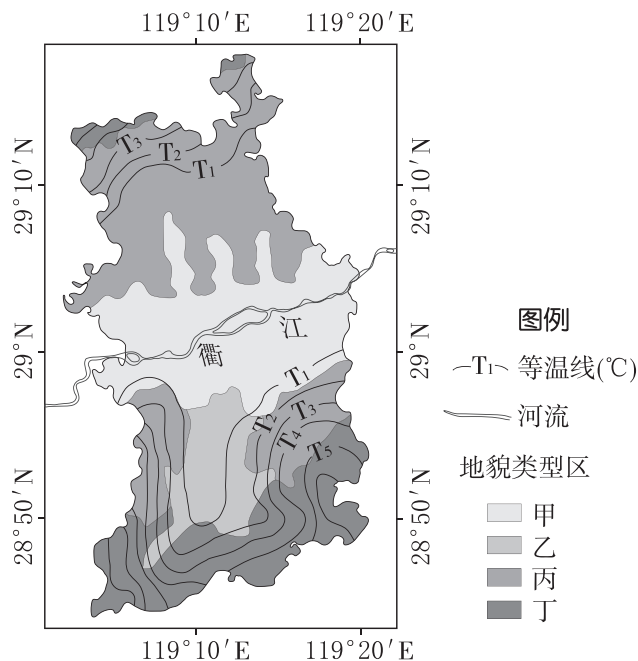 119°10′E 119°20′E
29°10′N 29°10′N
T₃
T₂
T₁
29°N 29°N
衢 江
T₁
T₂ T₃
T₄
T₅
28°50′N 28°50′N
119°10′E 119°20′E
图例
T₁ 等温线(℃)
河流
地貌类型区
甲
乙
丙
丁